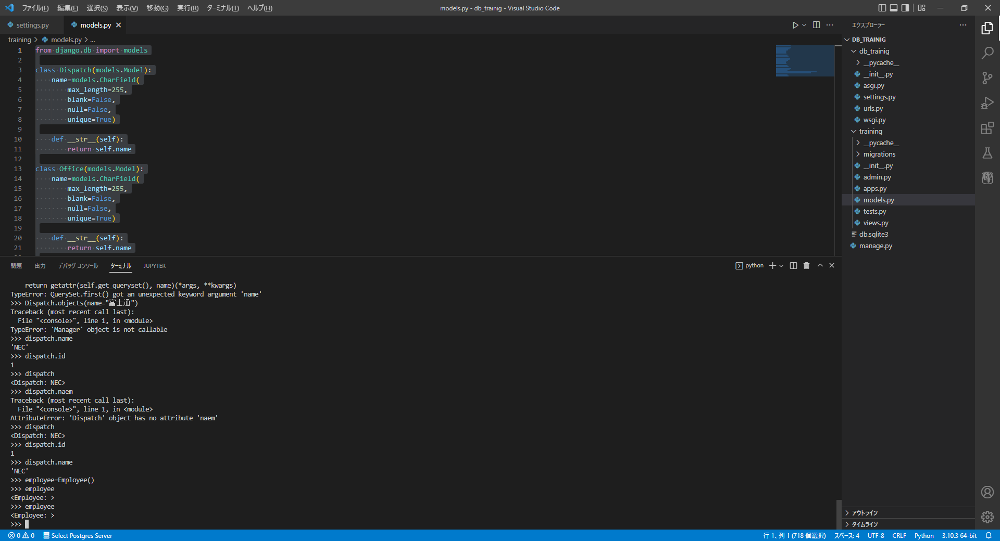 ファイル(F) 編集(E) 選択(S) 表示(V) 移動(G) 実行(R) ターミナル(T) ヘルプ(H)
models.py - db_trainig - Visual Studio Code
settings.py
models.py
training > models.py > ...
1 from django.db import models
2
3 class Dispatch(models.Model):
4 name=models.CharField(
5 max_length=255,
6 blank=False,
7 null=False,
8 unique=True)
9
10 def __str__(self):
11 return self.name
12
13 class Office(models.Model):
14 name=models.CharField(
15 max_length=255,
16 blank=False,
17 null=False,
18 unique=True)
19
20 def __str__(self):
21 return self.name
問題 出力 デバッグ コンソール ターミナル JUPYTER
python
return getattr(self.get_queryset(), name)(*args, **kwargs)
TypeError: QuerySet.first() got an unexpected keyword argument 'name'
>>> Dispatch.objects(name="富士通")
Traceback (most recent call last):
File "<console>", line 1, in <module>
TypeError: 'Manager' object is not callable
>>> dispatch.name
'NEC'
>>> dispatch.id
1
>>> dispatch
<Dispatch: NEC>
>>> dispatch.naem
Traceback (most recent call last):
File "<console>", line 1, in <module>
AttributeError: 'Dispatch' object has no attribute 'naem'
>>> dispatch
<Dispatch: NEC>
>>> dispatch.id
1
>>> dispatch.name
'NEC'
>>> employee=Employee()
>>> employee
<Employee: >
>>> employee
<Employee: >
>>>
エクスプローラー
DB_TRAINIG
db_trainig
__pycache__
__init__.py
asgi.py
settings.py
urls.py
wsgi.py
training
__pycache__
migrations
__init__.py
admin.py
apps.py
models.py
tests.py
views.py
db.sqlite3
manage.py
アウトライン
タイムライン
0 0 Select Postgres Server
行 1、列 1 (718 個選択) スペース: 4 UTF-8 CRLF Python 3.10.3 64-bit